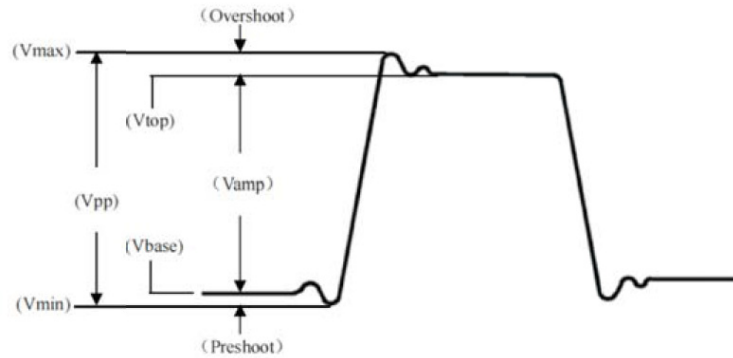 (Overshoot)
(Vmax)
(Vtop)
(Vamp)
(Vpp)
(Vbase)
(Vmin)
(Preshoot)